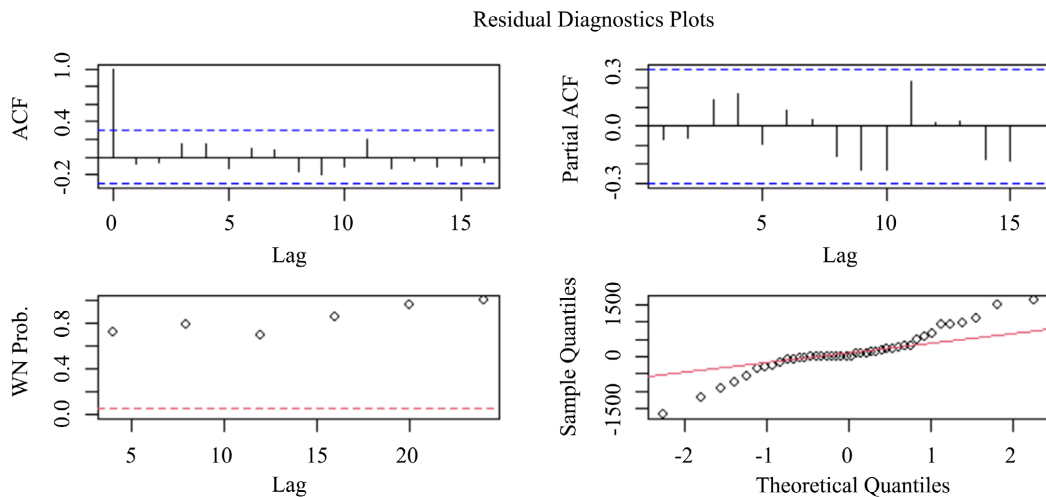 Residual Diagnostics Plots
ACF
1.0
0.4
-0.2
0 5 10 15
Lag
Partial ACF
0.3
0.0
-0.3
5 10 15
Lag
WN Prob.
0.8
0.4
0.0
5 10 15 20
Lag
Sample Quantiles
1500
0
-1500
-2 -1 0 1 2
Theoretical Quantiles